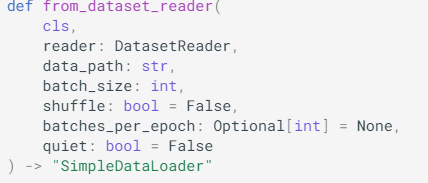 def from_dataset_reader(
    cls,
    reader: DatasetReader,
    data_path: str,
    batch_size: int,
    shuffle: bool = False,
    batches_per_epoch: Optional[int] = None,
    quiet: bool = False
) -> "SimpleDataLoader"